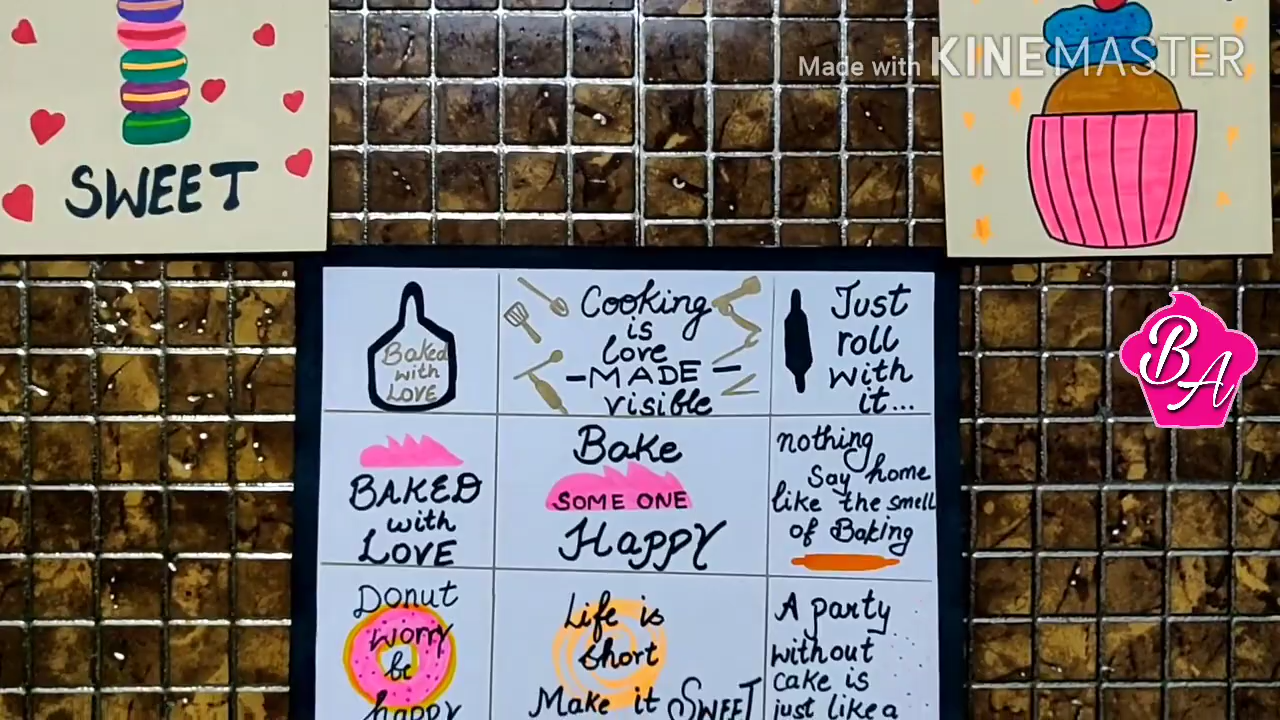 Made with KINEMASTER
SWEET
BA
Baked
with
LOVE
Cooking
is
love
-MADE-
visible
Just
roll
with
it...
BAKED
with
LOVE
Bake
SOME ONE
Happy
nothing
Say home
like the smell
of Baking
Donut
worry
be
happy
Life is
short
Make it SWEET
A party
without
cake is
just like a